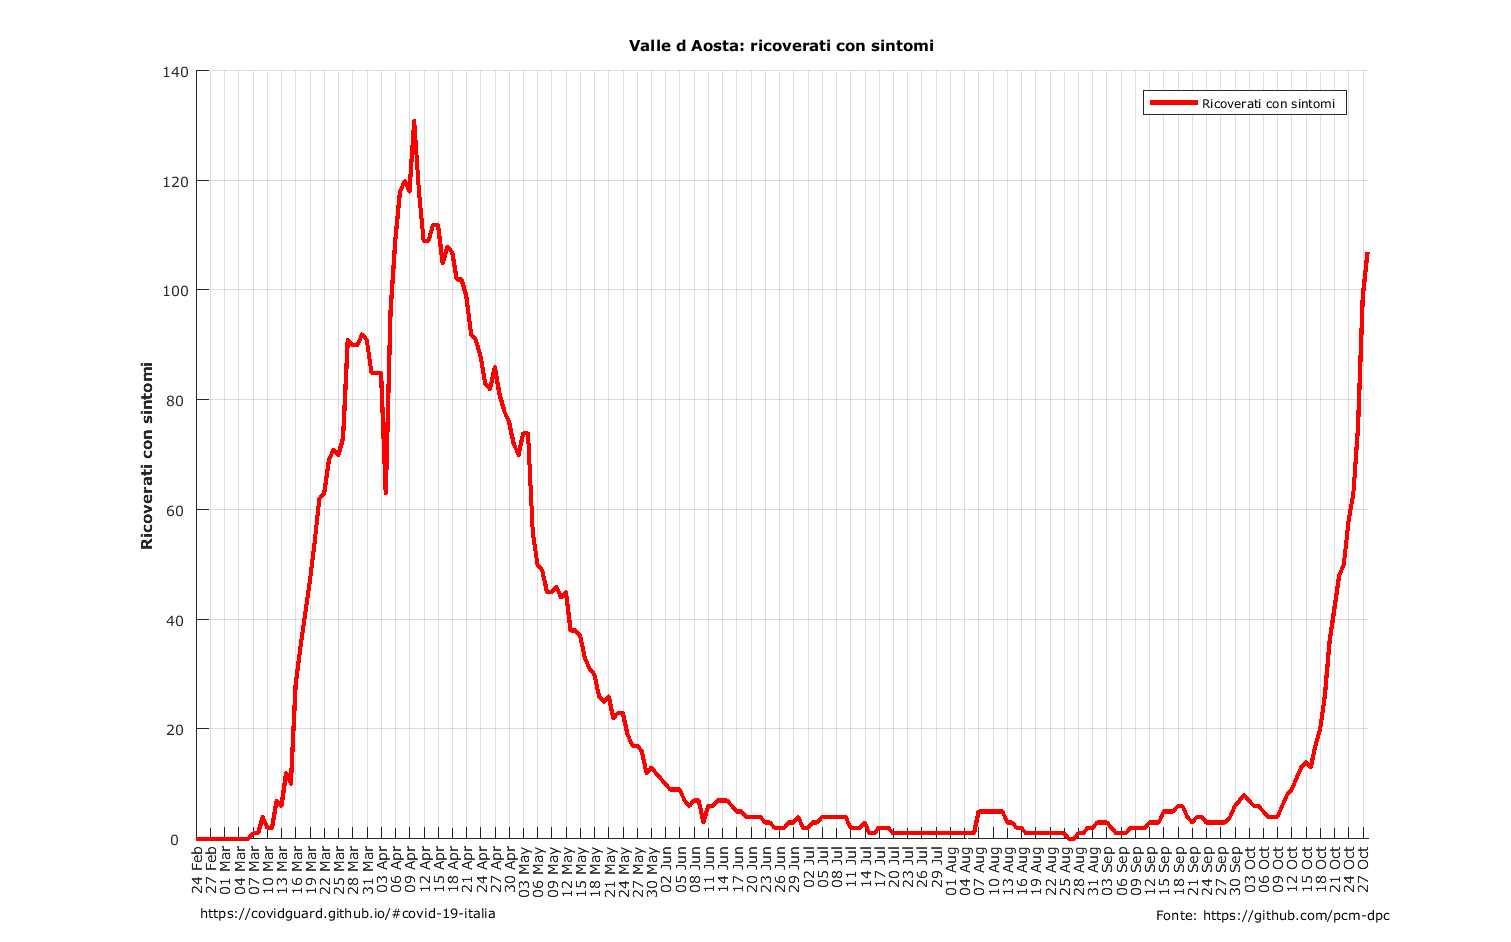 Valle d Aosta: ricoverati con sintomi
Ricoverati con sintomi
Ricoverati con sintomi
140
120
100
80
60
40
20
0
24 Feb
27 Feb
01 Mar
04 Mar
07 Mar
10 Mar
13 Mar
16 Mar
19 Mar
22 Mar
25 Mar
28 Mar
31 Mar
03 Apr
06 Apr
09 Apr
12 Apr
15 Apr
18 Apr
21 Apr
24 Apr
27 Apr
30 Apr
03 May
06 May
09 May
12 May
15 May
18 May
21 May
24 May
27 May
30 May
02 Jun
05 Jun
08 Jun
11 Jun
14 Jun
17 Jun
20 Jun
23 Jun
26 Jun
29 Jun
02 Jul
05 Jul
08 Jul
11 Jul
14 Jul
17 Jul
20 Jul
23 Jul
26 Jul
29 Jul
01 Aug
04 Aug
07 Aug
10 Aug
13 Aug
16 Aug
19 Aug
22 Aug
25 Aug
28 Aug
31 Aug
03 Sep
06 Sep
09 Sep
12 Sep
15 Sep
18 Sep
21 Sep
24 Sep
27 Sep
30 Sep
03 Oct
06 Oct
09 Oct
12 Oct
15 Oct
18 Oct
21 Oct
24 Oct
27 Oct
https://covidguard.github.io/#covid-19-italia
Fonte: https://github.com/pcm-dpc